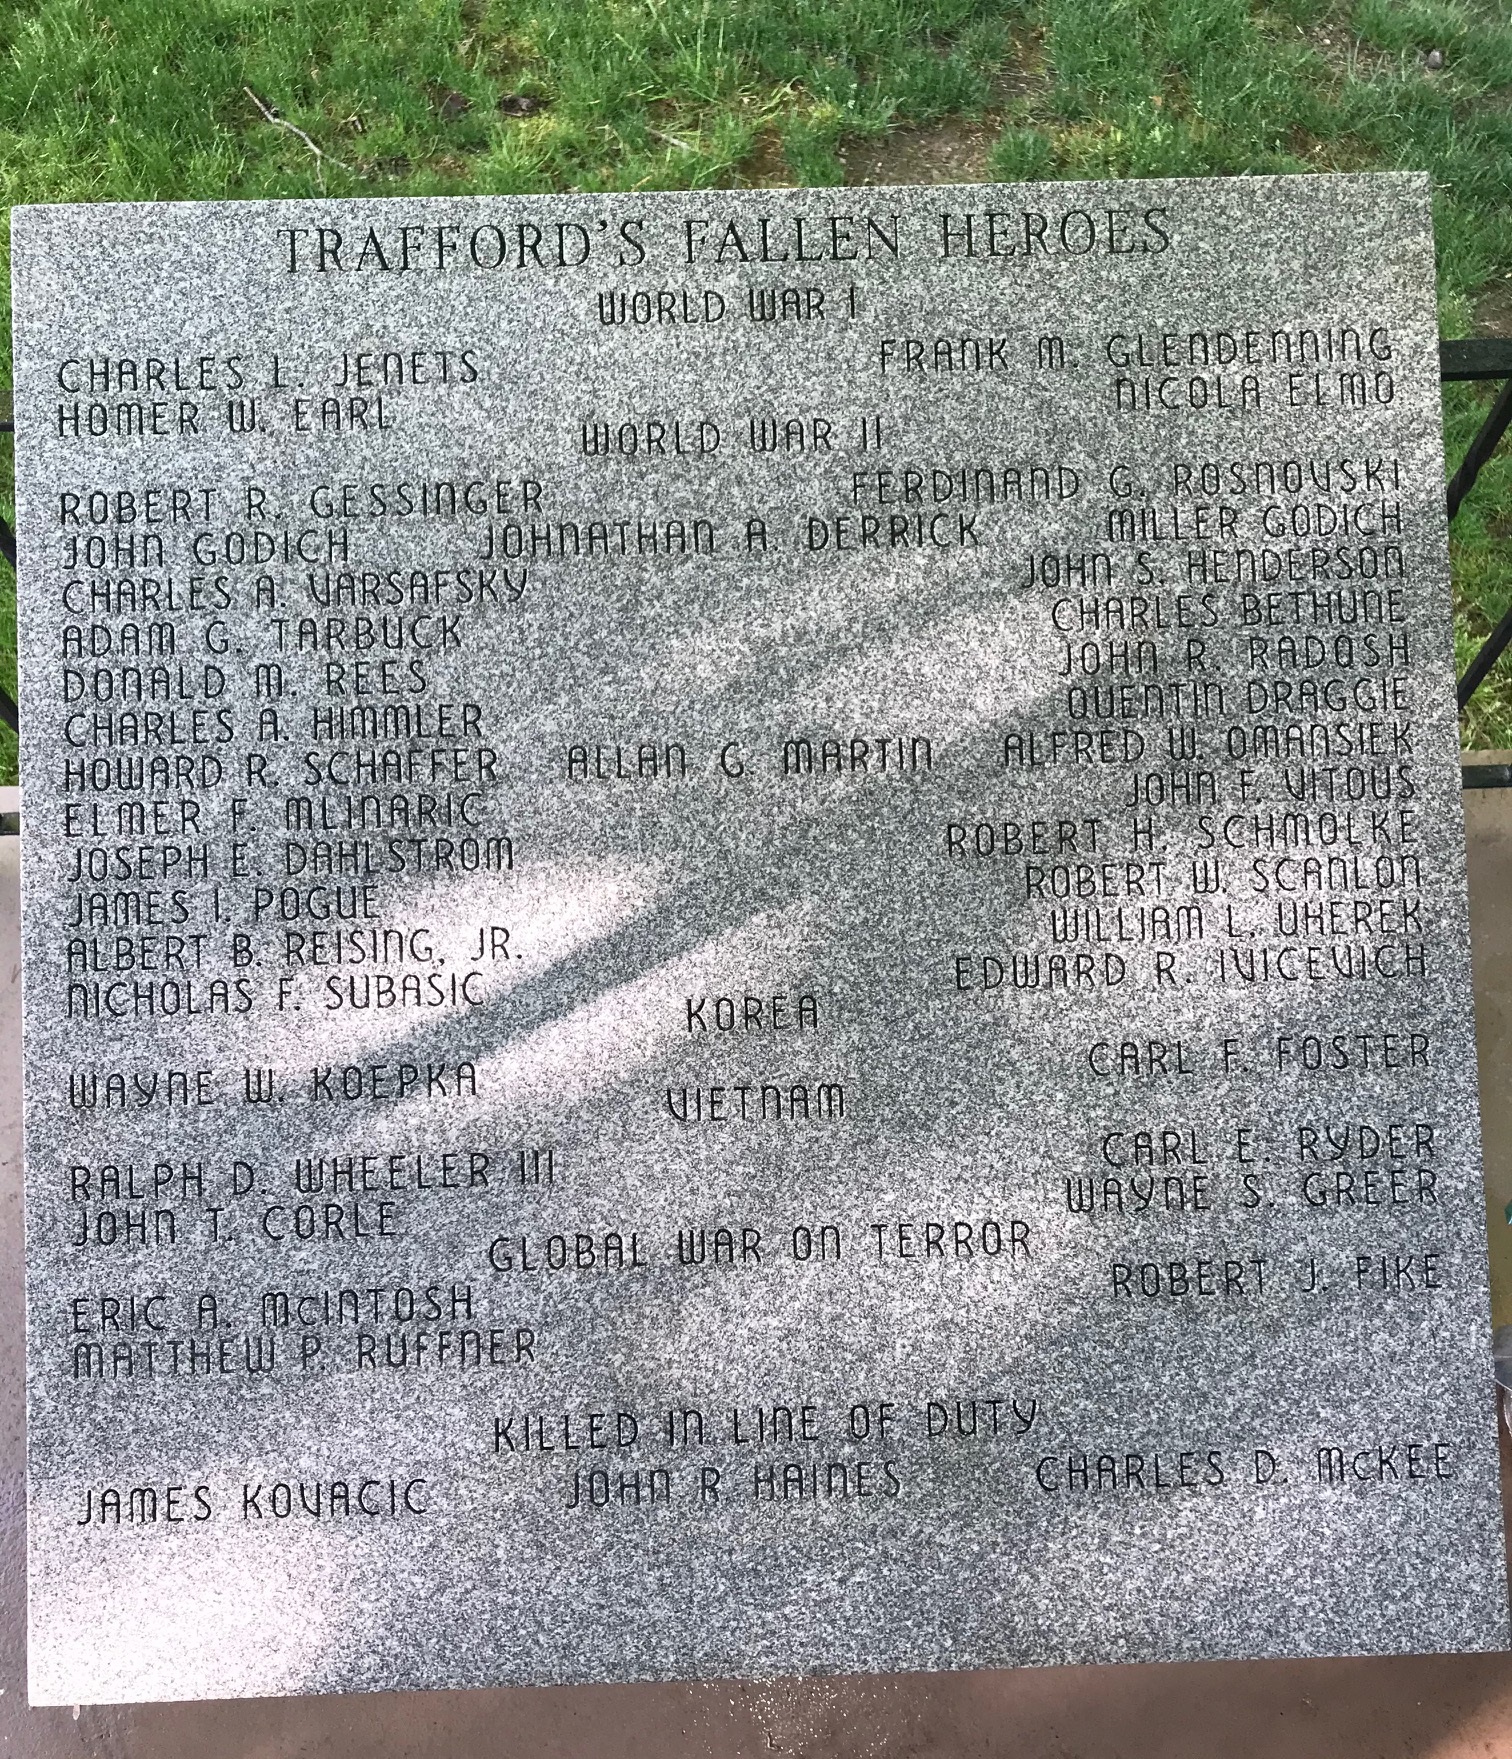 TRAFFORD'S FALLEN HEROES
WORLD WAR I
CHARLES L. JENETS FRANK M. GLENDENNING
HOMER W. EARL NICOLA ELMO
WORLD WAR II
ROBERT R. GESSINGER FERDINAND G. ROSNOVSKI
JOHN GODICH JOHNATHAN A. DERRICK MILLER GODICH
CHARLES A. VARSAFSKY JOHN S. HENDERSON
ADAM G. TARBUCK CHARLES BETHUNE
DONALD M. REES JOHN R. RADOSH
CHARLES A. HIMMLER QUENTIN DRAGGIE
HOWARD R. SCHAFFER ALLAN G. MARTIN ALFRED W. OMANSIEK
ELMER F. MLINARIC JOHN F. VITOUS
JOSEPH E. DAHLSTROM ROBERT H. SCHMOLKE
JAMES I. POGUE ROBERT W. SCANLON
ALBERT B. REISING, JR. WILLIAM L. UHEREK
NICHOLAS F. SUBASIC EDWARD R. IVICEVICH
KOREA
WAYNE W. KOEPKA CARL F. FOSTER
VIETNAM
RALPH D. WHEELER III CARL E. RYDER
JOHN T. CORLE WAYNE S. GREER
GLOBAL WAR ON TERROR
ERIC A. MCINTOSH ROBERT J. FIKE
MATTHEW P. RUFFNER
KILLED IN LINE OF DUTY
JAMES KOVACIC JOHN R HAINES CHARLES D. McKEE